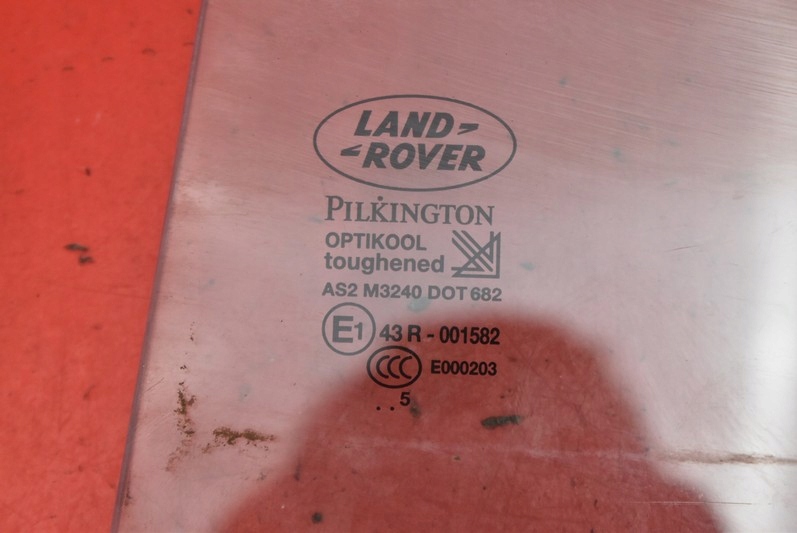 LAND
ROVER
PILKINGTON
OPTIKOOL
toughened
AS2 M3240 DOT 682
E1 43 R - 001582
CCC E000203
. . 5